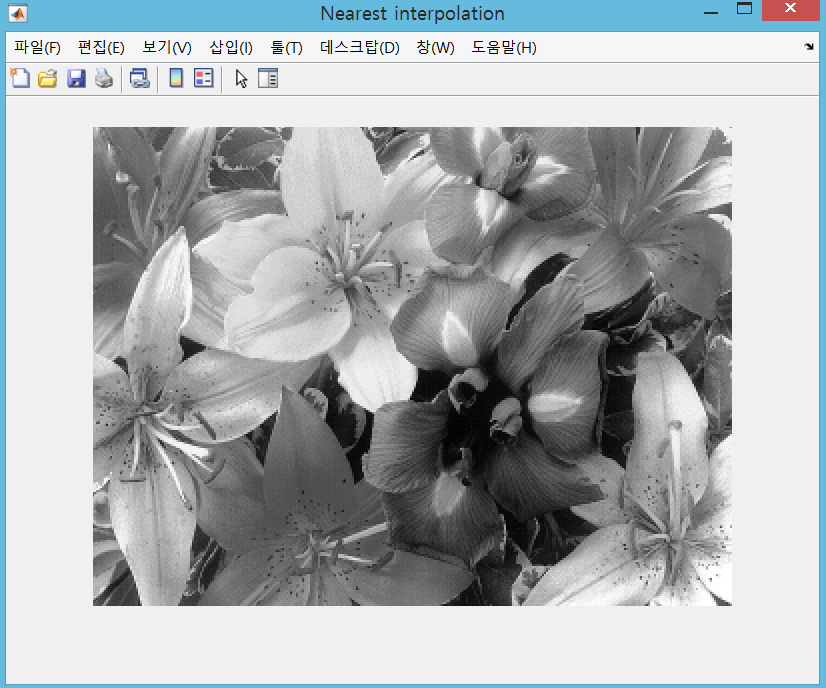 Nearest interpolation
파일(F) 편집(E) 보기(V) 삽입(I) 툴(T) 데스크탑(D) 창(W) 도움말(H)